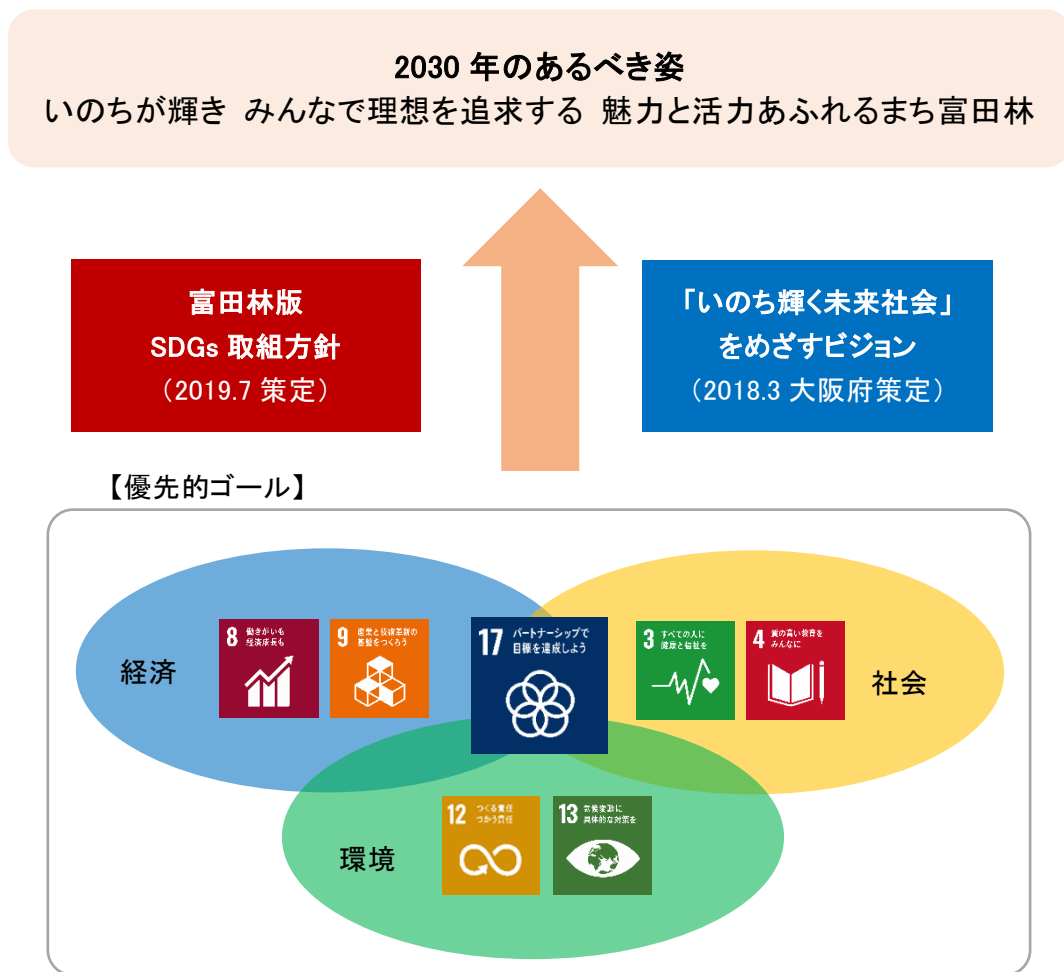 2030 年のあるべき姿
いのちが輝き みんなで理想を追求する 魅力と活力あふれるまち富田林
富田林版
SDGs 取組方針
（2019.7 策定）
「いのち輝く未来社会」
をめざすビジョン
（2018.3 大阪府策定）
【優先的ゴール】
経済
8 働きがいも
経済成長も
9 産業と技術革新の
基盤をつくろう
17 パートナーシップで
目標を達成しよう
3 すべての人に
健康と福祉を
4 質の高い教育を
みんなに
社会
環境
12 つくる責任
つかう責任
13 気候変動に
具体的な対策を